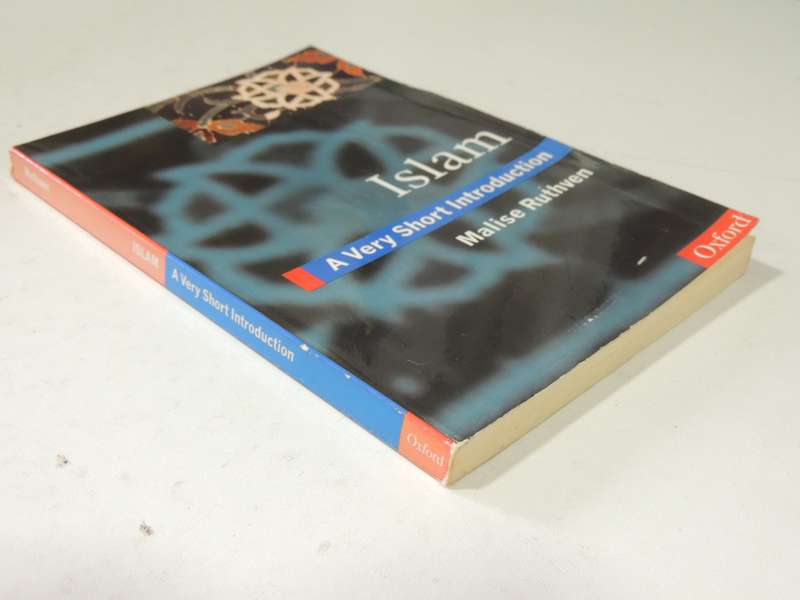 Islam
A Very Short Introduction
Malise Ruthven
Oxford
ISLAM
A Very Short Introduction
Oxford